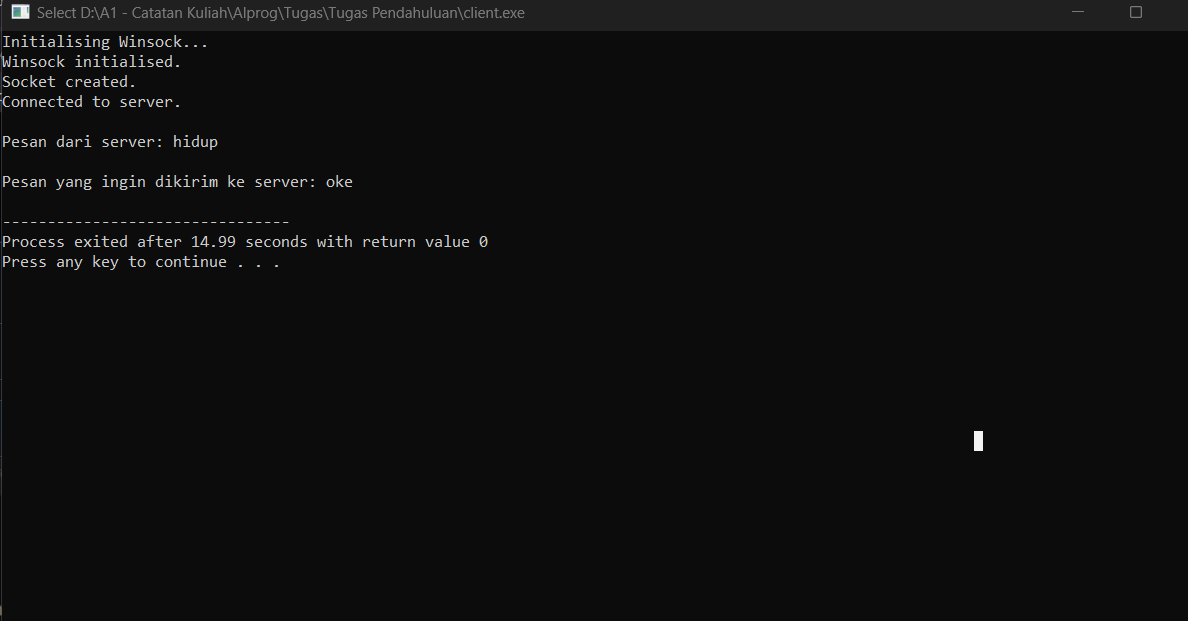 Select D:\A1 - Catatan Kuliah\Alprog\Tugas\Tugas Pendahuluan\client.exe
Initialising Winsock...
Winsock initialised.
Socket created.
Connected to server.
Pesan dari server: hidup
Pesan yang ingin dikirim ke server: oke
--------------------------------
Process exited after 14.99 seconds with return value 0
Press any key to continue . . .